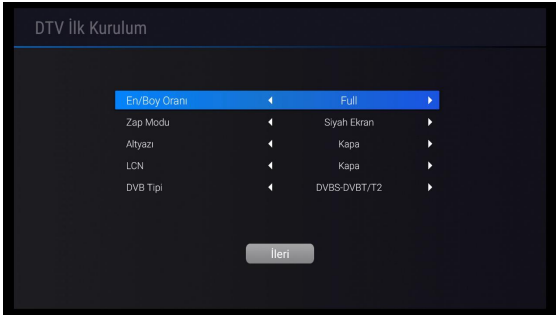 DTV İlk Kurulum
En/Boy Oranı Full
Zap Modu Siyah Ekran
Altyazı Kapa
LCN Kapa
DVB Tipi DVBS-DVBT/T2
İleri